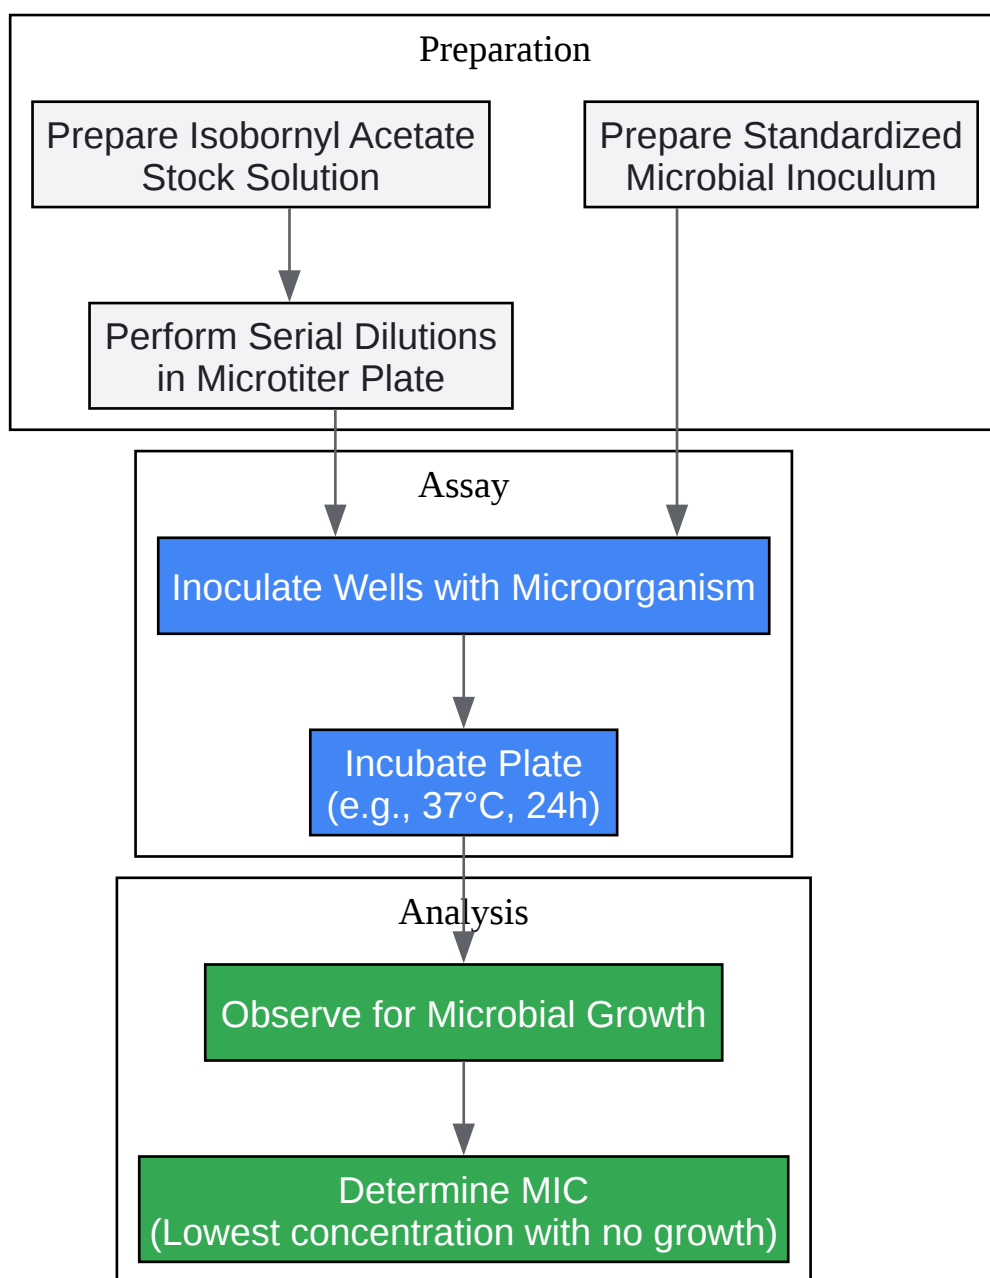 Preparation
Prepare Isobornyl Acetate
Stock Solution
Prepare Standardized
Microbial Inoculum
Perform Serial Dilutions
in Microtiter Plate
Assay
Inoculate Wells with Microorganism
Incubate Plate
(e.g., 37°C, 24h)
Analysis
Observe for Microbial Growth
Determine MIC
(Lowest concentration with no growth)